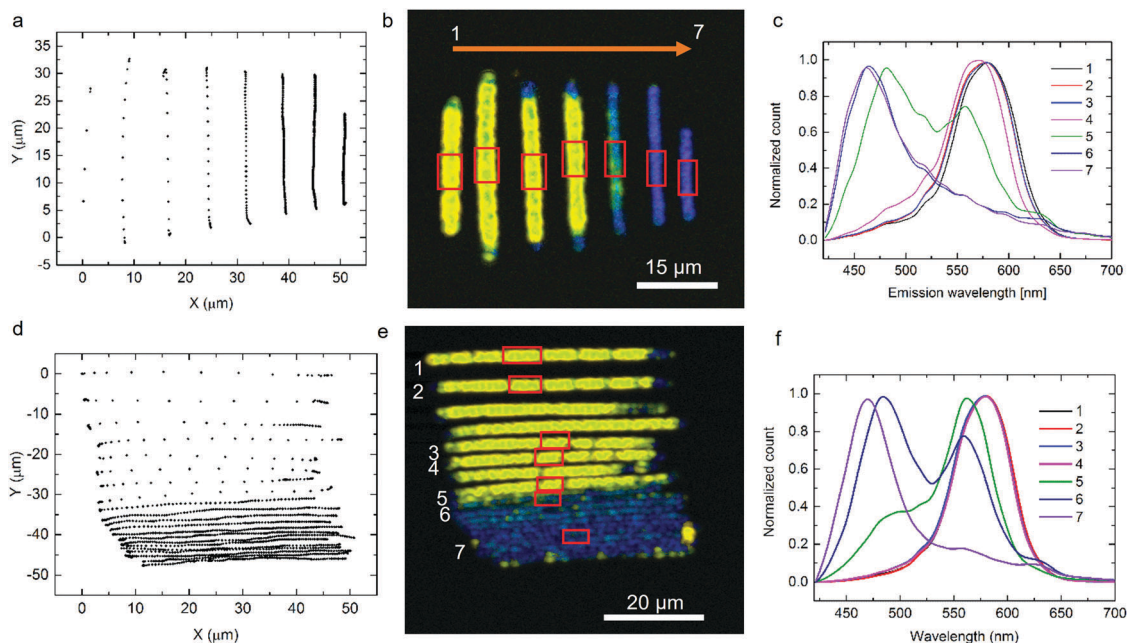 a
35
30
25
20
15
10
5
0
-5
Y (μm)
0 10 20 30 40 50
X (μm)
b
1 7
15 μm
c
1.0
0.8
0.6
0.4
0.2
0.0
Normalized count
1
2
3
4
5
6
7
450 500 550 600 650 700
Emission wavelength [nm]
d
0
-10
-20
-30
-40
-50
Y (μm)
0 10 20 30 40 50
X (μm)
e
1
2
3
4
5
6
7
20 μm
f
1.0
0.8
0.6
0.4
0.2
0.0
Normalized count
1
2
3
4
5
6
7
450 500 550 600 650 700
Wavelength (nm)